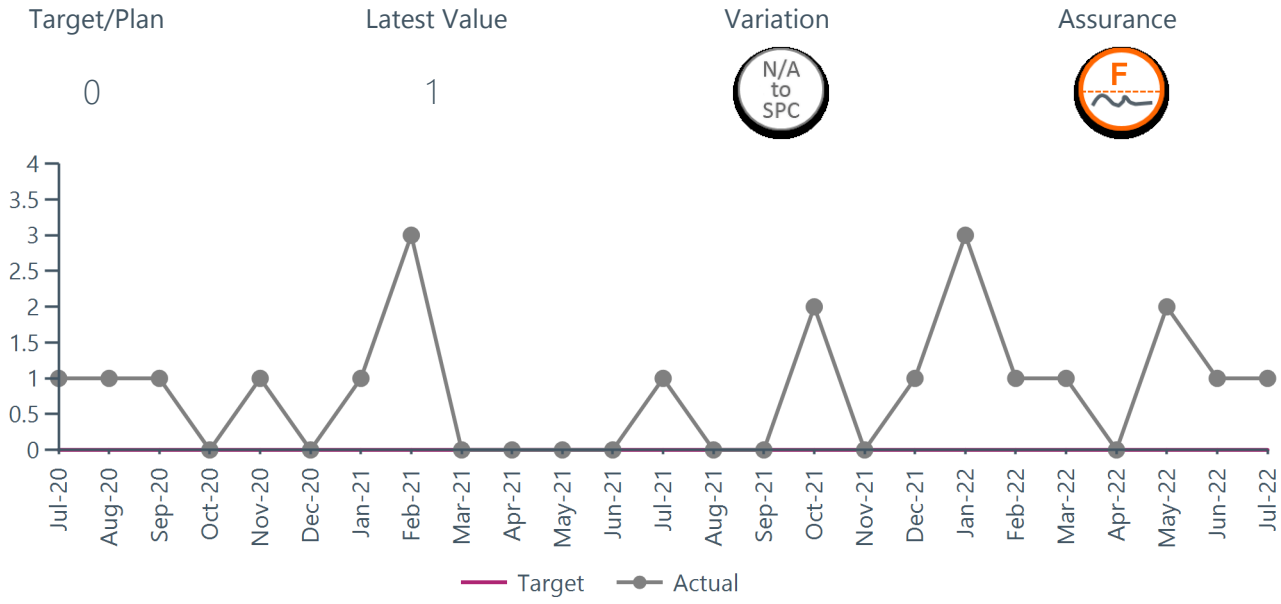 Target/Plan Latest Value Variation Assurance
0 1 N/A to SPC F
4
3.5
3
2.5
2
1.5
1
0.5
0
Jul-20 Aug-20 Sep-20 Oct-20 Nov-20 Dec-20 Jan-21 Feb-21 Mar-21 Apr-21 May-21 Jun-21 Jul-21 Aug-21 Sep-21 Oct-21 Nov-21 Dec-21 Jan-22 Feb-22 Mar-22 Apr-22 May-22 Jun-22 Jul-22
Target Actual